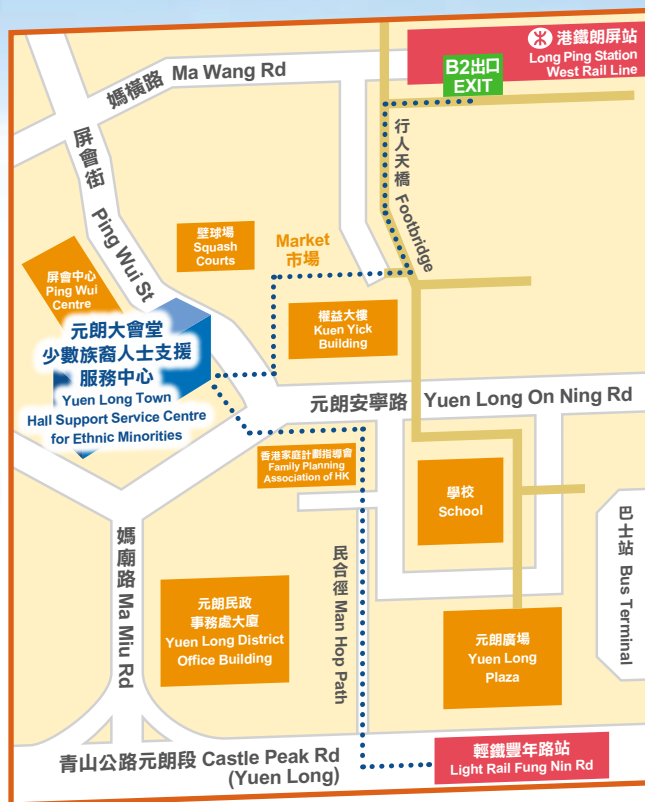 港鐵朗屏站
Long Ping Station
West Rail Line
B2出口
EXIT
媽橫路 Ma Wang Rd
屏會街 Ping Wui St
行人天橋 Footbridge
壁球場
Squash
Courts
Market
市場
屏會中心
Ping Wui
Centre
權益大樓
Kuen Yick
Building
元朗大會堂
少數族裔人士支援
服務中心
Yuen Long Town
Hall Support Service Centre
for Ethnic Minorities
元朗安寧路 Yuen Long On Ning Rd
香港家庭計劃指導會
Family Planning
Association of HK
學校
School
巴士站 Bus Terminal
媽廟路 Ma Miu Rd
民合徑 Man Hop Path
元朗民政
事務處大廈
Yuen Long District
Office Building
元朗廣場
Yuen Long
Plaza
青山公路元朗段 Castle Peak Rd
(Yuen Long)
輕鐵豐年路站
Light Rail Fung Nin Rd